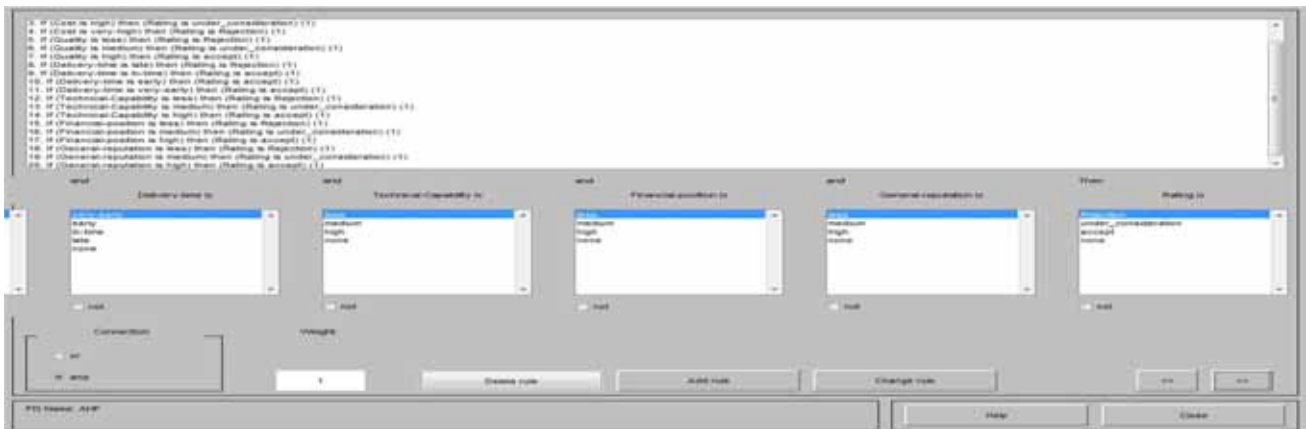 3. If (Cost is high) then (Rating is under_consideration) (1)
4. If (Cost is very-high) then (Rating is Rejection) (1)
5. If (Quality is less) then (Rating is Rejection) (1)
6. If (Quality is medium) then (Rating is under_consideration) (1)
7. If (Quality is high) then (Rating is accept) (1)
8. If (Delivery-time is late) then (Rating is Rejection) (1)
9. If (Delivery-time is in-time) then (Rating is accept) (1)
10. If (Delivery-time is early) then (Rating is accept) (1)
11. If (Delivery-time is very-early) then (Rating is accept) (1)
12. If (Technical-Capability is less) then (Rating is Rejection) (1)
13. If (Technical-Capability is medium) then (Rating is under_consideration) (1)
14. If (Technical-Capability is high) then (Rating is accept) (1)
15. If (Financial-position is less) then (Rating is Rejection) (1)
16. If (Financial-position is medium) then (Rating is under_consideration) (1)
17. If (Financial-position is high) then (Rating is accept) (1)
18. If (General-reputation is less) then (Rating is Rejection) (1)
19. If (General-reputation is medium) then (Rating is under_consideration) (1)
20. If (General-reputation is high) then (Rating is accept) (1)
and and and and Then
Delivery-time is Technical-Capability is Financial-position is General-reputation is Rating is
very-early less less less Rejection
early medium medium medium under_consideration
in-time high high high accept
late none none none none
none
not not not not not
Connection Weight:
or
and 1 Delete rule Add rule Change rule << >>
FIS Name: AHP Help Close